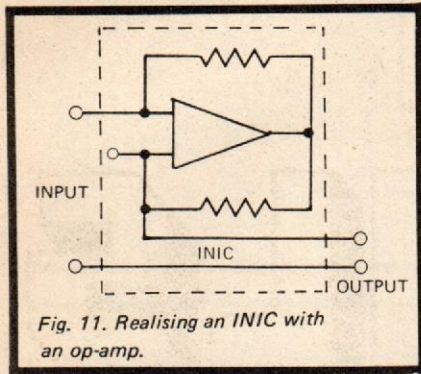 INPUT
INIC
OUTPUT
Fig. 11. Realising an INIC with
an op-amp.